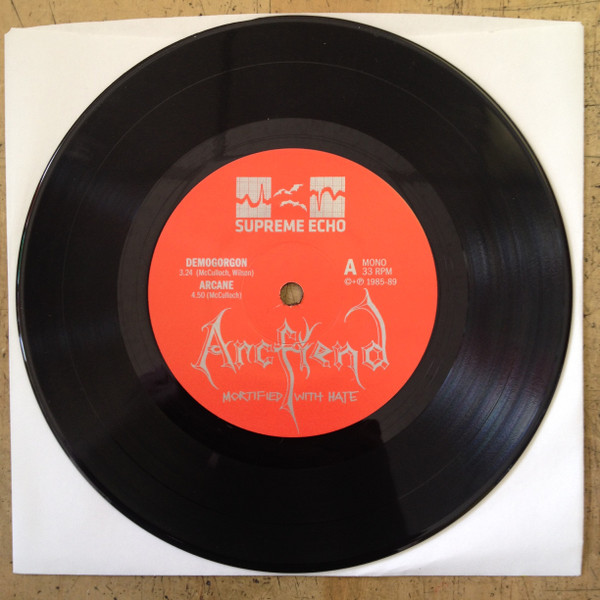 SUPREME ECHO
DEMOGORGON
3.24 (McCulloch, Wilson)
ARCANE
4.50 (McCulloch)
A
MONO
33 RPM
©+℗ 1985-89
Arcfiend
MORTIFIED WITH HATE